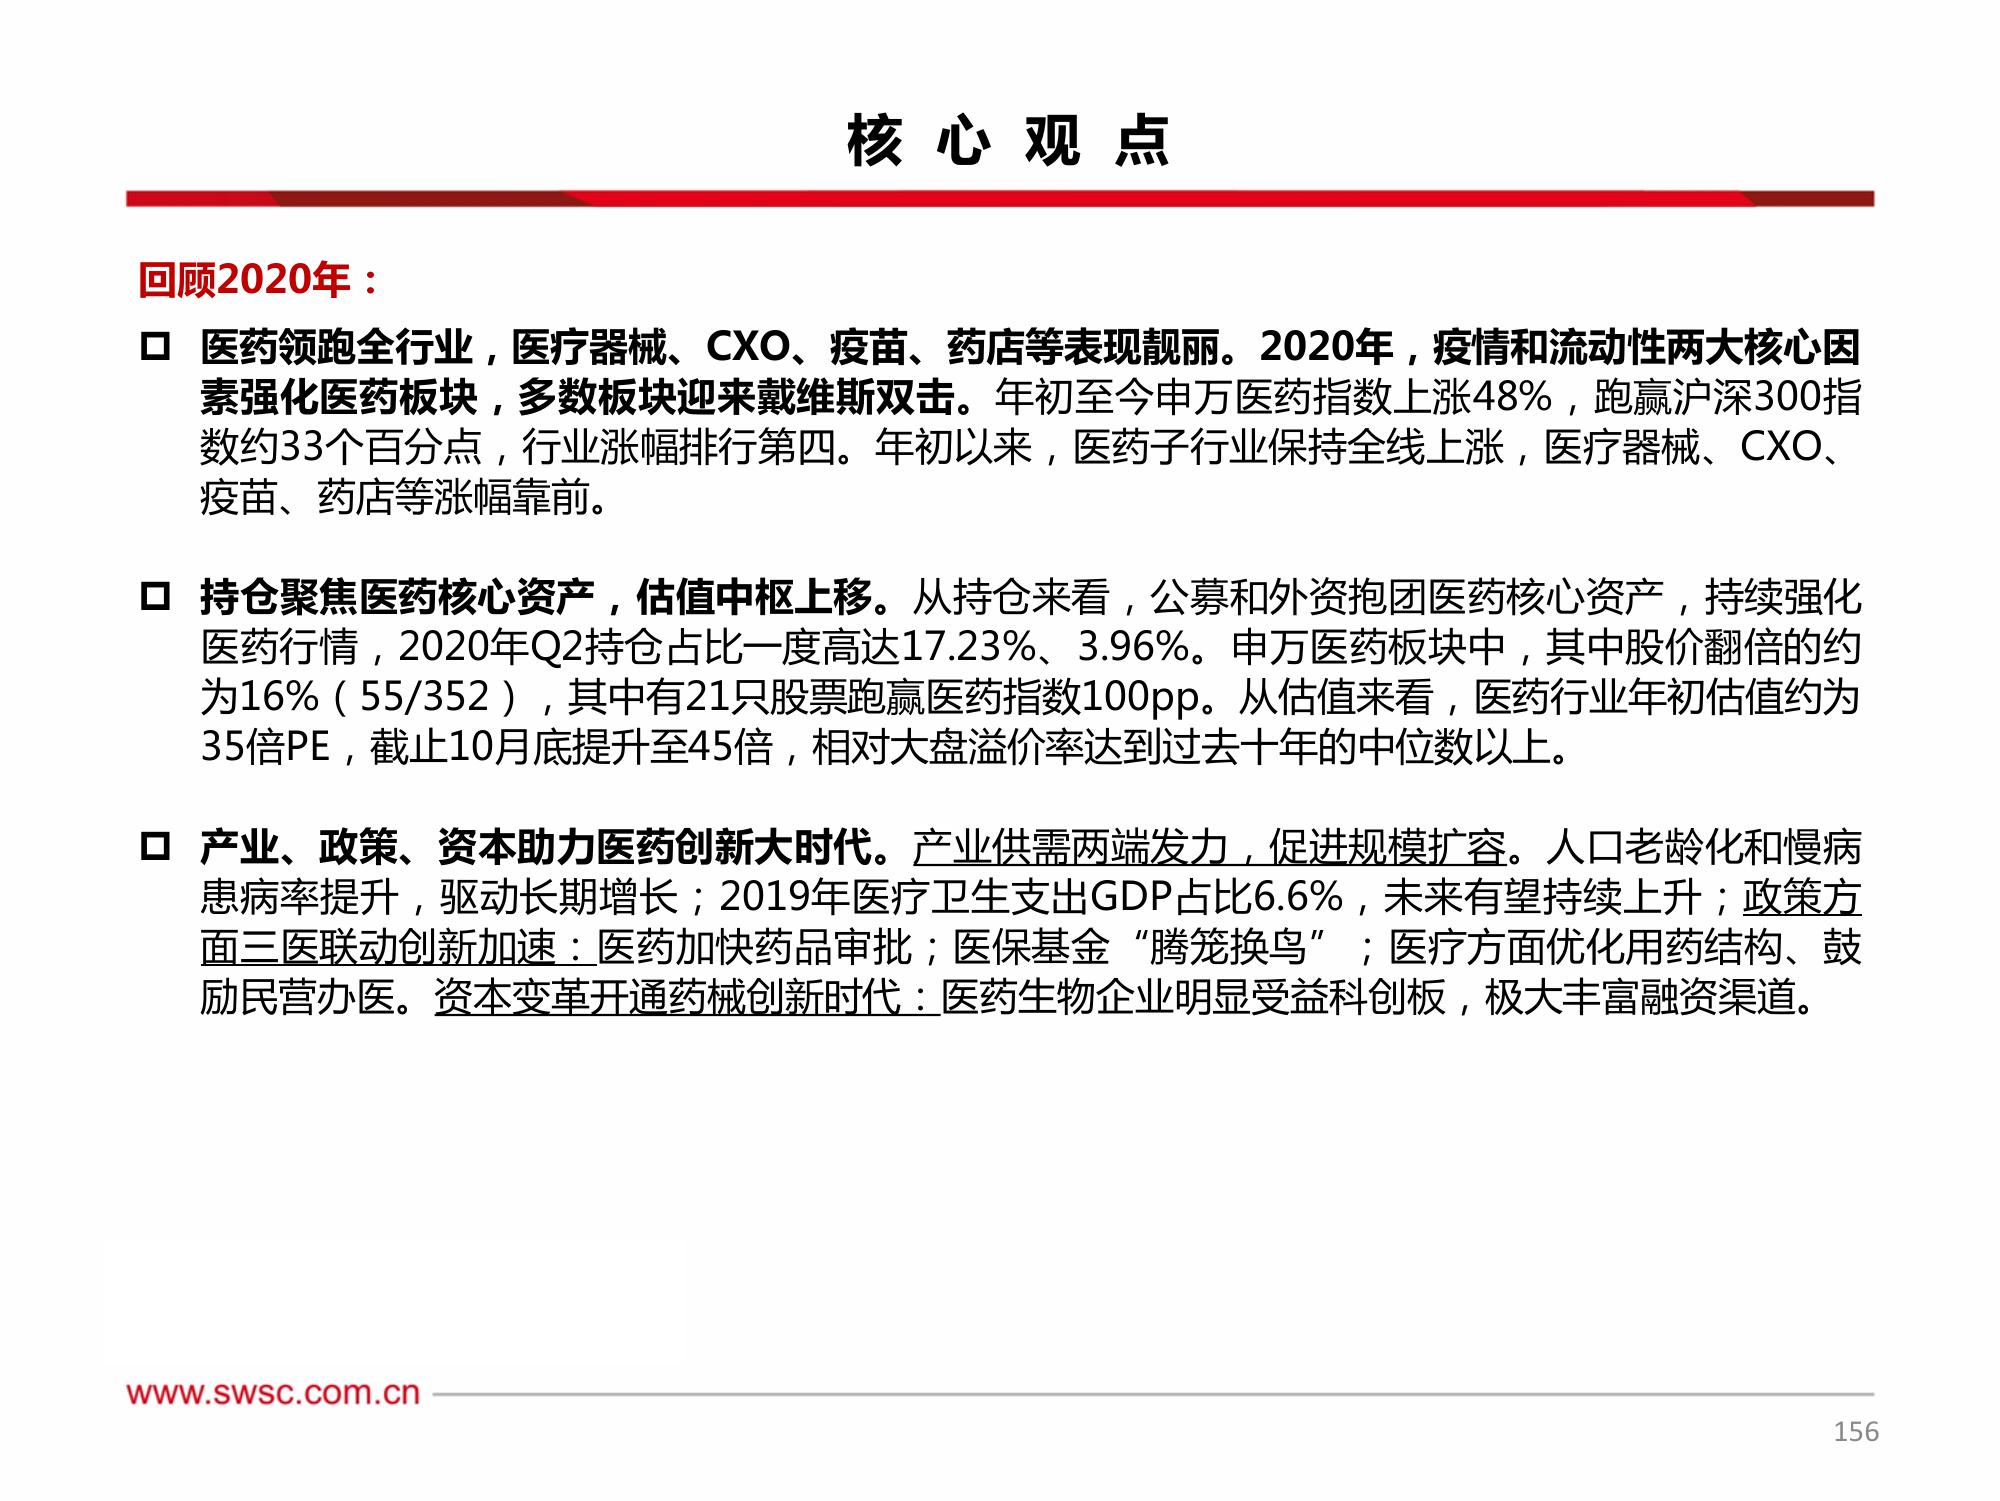 核心观点
回顾2020年：
医药领跑全行业，医疗器械、CXO、疫苗、药店等表现靓丽。2020年，疫情和流动性两大核心因
素强化医药板块，多数板块迎来戴维斯双击。年初至今申万医药指数上涨48%，跑赢沪深300指
数约33个百分点，行业涨幅排行第四。年初以来，医药子行业保持全线上涨，医疗器械、CXO、
疫苗、药店等涨幅靠前。
持仓聚焦医药核心资产，估值中枢上移。从持仓来看，公募和外资抱团医药核心资产，持续强化
医药行情，2020年Q2持仓占比一度高达17.23%、3.96%。申万医药板块中，其中股价翻倍的约
为16%（55/352），其中有21只股票跑赢医药指数100pp。从估值来看，医药行业年初估值约为
35倍PE，截止10月底提升至45倍，相对大盘溢价率达到过去十年的中位数以上。
产业、政策、资本助力医药创新大时代。产业供需两端发力，促进规模扩容。人口老龄化和慢病
患病率提升，驱动长期增长；2019年医疗卫生支出GDP占比6.6%，未来有望持续上升；政策方
面三医联动创新加速：医药加快药品审批；医保基金“腾笼换鸟”；医疗方面优化用药结构、鼓
励民营办医。资本变革开通药械创新时代：医药生物企业明显受益科创板，极大丰富融资渠道。
www.swsc.com.cn
156